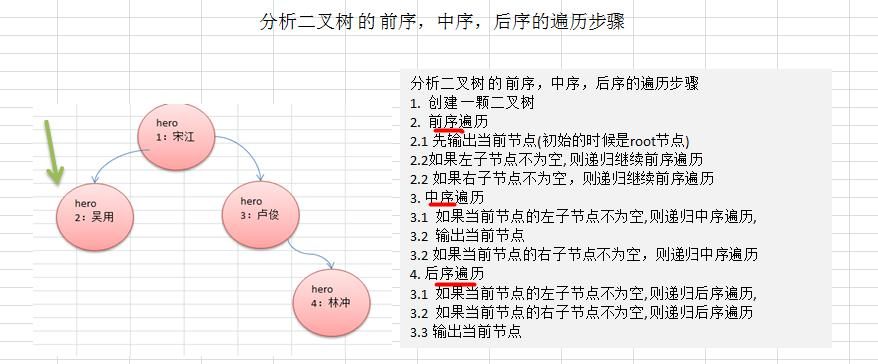 分析二叉树 的 前序，中序，后序的遍历步骤
hero
1：宋江
hero
2：吴用
hero
3：卢俊
hero
4：林冲
分析二叉树 的 前序，中序，后序的遍历步骤
1. 创建 一颗二叉树
2. 前序遍历
2.1 先输出当前节点(初始的时候是root节点)
2.2如果左子节点不为空, 则递归继续前序遍历
2.2 如果右子节点不为空，则递归继续前序遍历
3. 中序遍历
3.1 如果当前节点的左子节点不为空,则递归中序遍历,
3.2 输出当前节点
3.2 如果当前节点的右子节点不为空，则递归中序遍历
4. 后序遍历
3.1 如果当前节点的左子节点不为空,则递归后序遍历,
3.2 如果当前节点的右子节点不为空,则递归后序遍历
3.3 输出当前节点